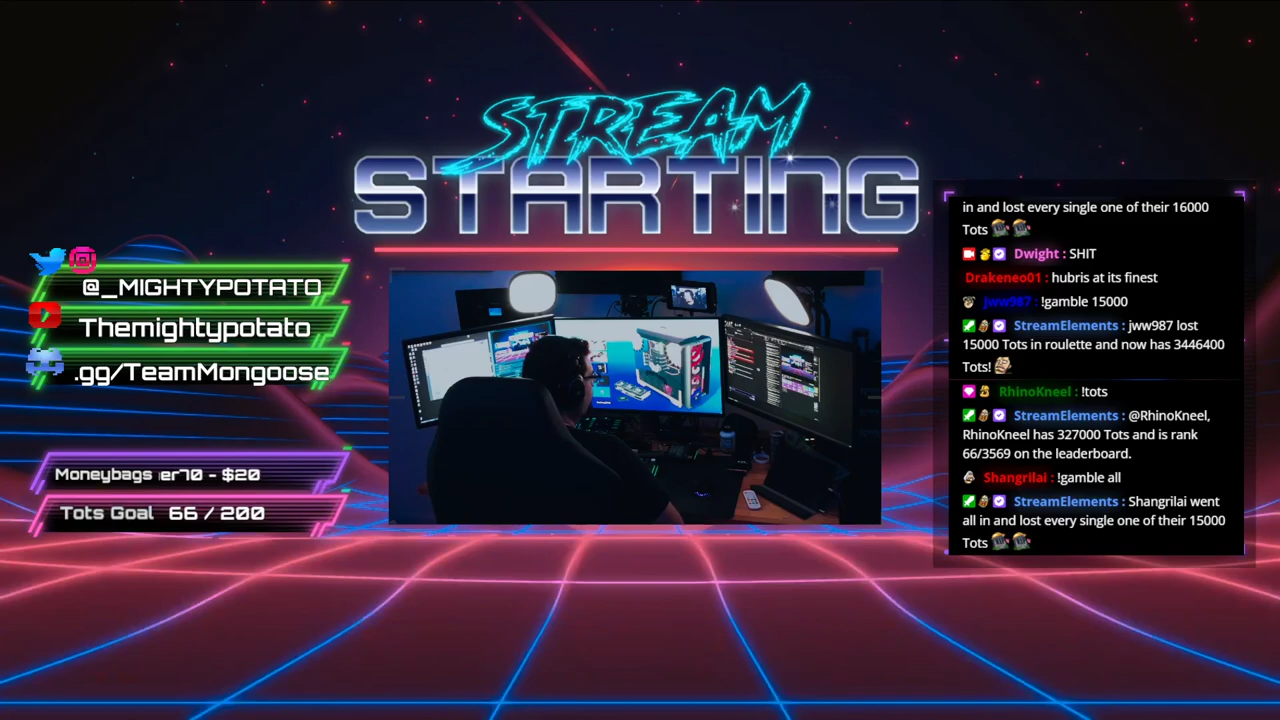 STREAM
STARTING
@_MIGHTYPOTATO
Themightypotato
.gg/TeamMongoose
Moneybags er70 - $20
Tots Goal 66 / 200
in and lost every single one of their 16000
Tots
Dwight : SHIT
Drakeneo01 : hubris at its finest
jww987 : !gamble 15000
StreamElements : jww987 lost
15000 Tots in roulette and now has 3446400
Tots!
RhinoKneel : !tots
StreamElements : @RhinoKneel,
RhinoKneel has 327000 Tots and is rank
66/3569 on the leaderboard.
Shangrilai : !gamble all
StreamElements : Shangrilai went
all in and lost every single one of their 15000
Tots